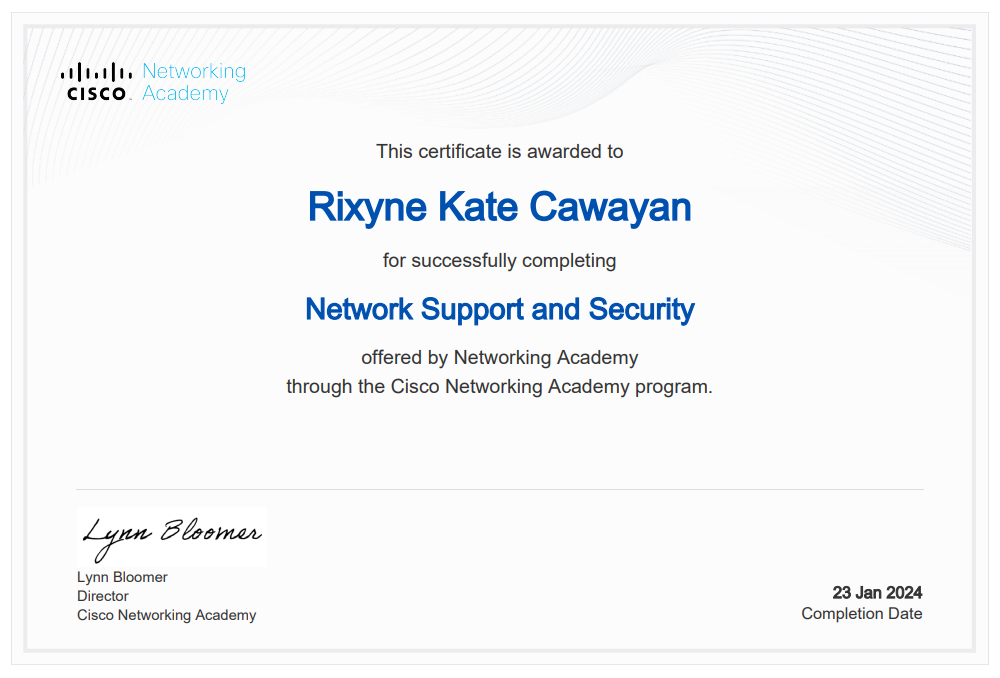 CISCO. Networking
Academy
This certificate is awarded to
Rixyne Kate Cawayan
for successfully completing
Network Support and Security
offered by Networking Academy
through the Cisco Networking Academy program.
Lynn Bloomer
Lynn Bloomer
Director
Cisco Networking Academy
23 Jan 2024
Completion Date